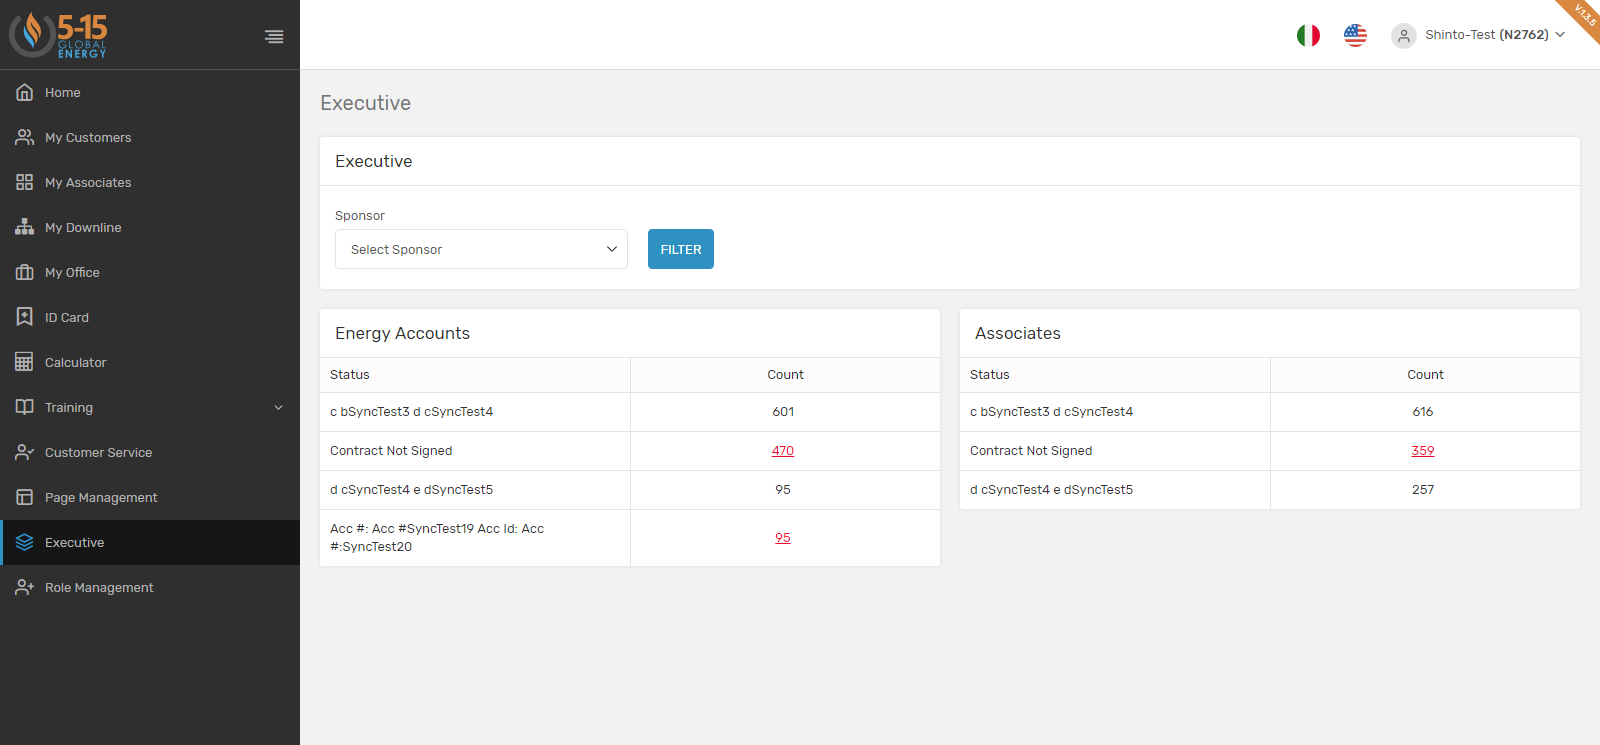 5-15
GLOBAL
ENERGY
Shinto-Test (N2762)
V.1.3.5
Home
My Customers
My Associates
My Downline
My Office
ID Card
Calculator
Training
Customer Service
Page Management
Executive
Role Management
Executive
Executive
Sponsor
Select Sponsor
FILTER
Energy Accounts
Status Count
c bSyncTest3 d cSyncTest4 601
Contract Not Signed 470
d cSyncTest4 e dSyncTest5 95
Acc #: Acc #SyncTest19 Acc Id: Acc
#:SyncTest20 95
Associates
Status Count
c bSyncTest3 d cSyncTest4 616
Contract Not Signed 359
d cSyncTest4 e dSyncTest5 257